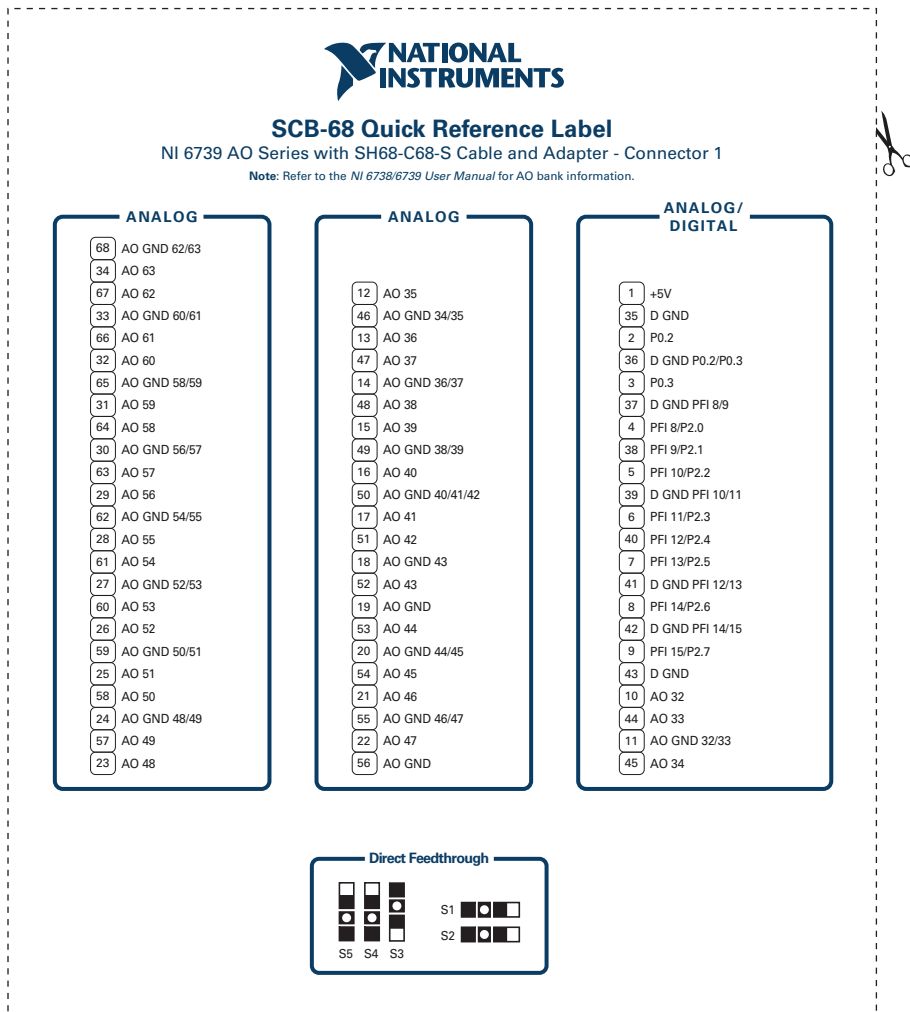 NATIONAL
INSTRUMENTS
SCB-68 Quick Reference Label
NI 6739 AO Series with SH68-C68-S Cable and Adapter - Connector 1
Note: Refer to the NI 6738/6739 User Manual for AO bank information.
ANALOG
68 AO GND 62/63
34 AO 63
67 AO 62
33 AO GND 60/61
66 AO 61
32 AO 60
65 AO GND 58/59
31 AO 59
64 AO 58
30 AO GND 56/57
63 AO 57
29 AO 56
62 AO GND 54/55
28 AO 55
61 AO 54
27 AO GND 52/53
60 AO 53
26 AO 52
59 AO GND 50/51
25 AO 51
58 AO 50
24 AO GND 48/49
57 AO 49
23 AO 48
ANALOG
12 AO 35
46 AO GND 34/35
13 AO 36
47 AO 37
14 AO GND 36/37
48 AO 38
15 AO 39
49 AO GND 38/39
16 AO 40
50 AO GND 40/41/42
17 AO 41
51 AO 42
18 AO GND 43
52 AO 43
19 AO GND
53 AO 44
20 AO GND 44/45
54 AO 45
21 AO 46
55 AO GND 46/47
22 AO 47
56 AO GND
ANALOG/
DIGITAL
1 +5V
35 D GND
2 P0.2
36 D GND P0.2/P0.3
3 P0.3
37 D GND PFI 8/9
4 PFI 8/P2.0
38 PFI 9/P2.1
5 PFI 10/P2.2
39 D GND PFI 10/11
6 PFI 11/P2.3
40 PFI 12/P2.4
7 PFI 13/P2.5
41 D GND PFI 12/13
8 PFI 14/P2.6
42 D GND PFI 14/15
9 PFI 15/P2.7
43 D GND
10 AO 32
44 AO 33
11 AO GND 32/33
45 AO 34
Direct Feedthrough
S1
S2
S5 S4 S3